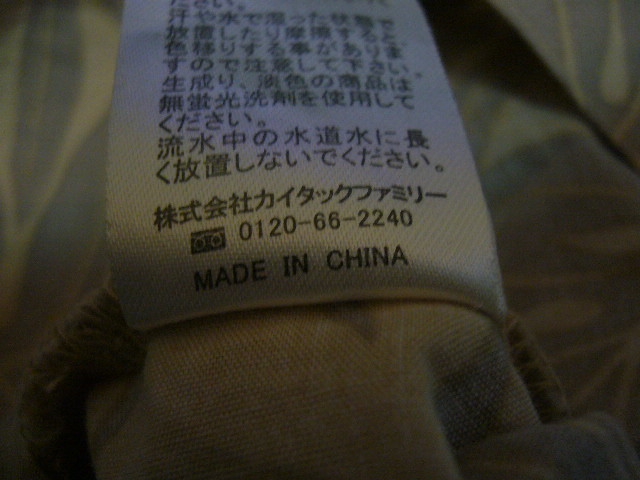 ださい。
汗や水で湿った状態で
放置したり摩擦すると、
色移りする事がありま
すので注意して下さい。
生成り、淡色の商品は
無蛍光洗剤を使用して
ください。
流水中の水道水に長
く放置しないでください。
株式会社カイタックファミリー
0120-66-2240
MADE IN CHINA